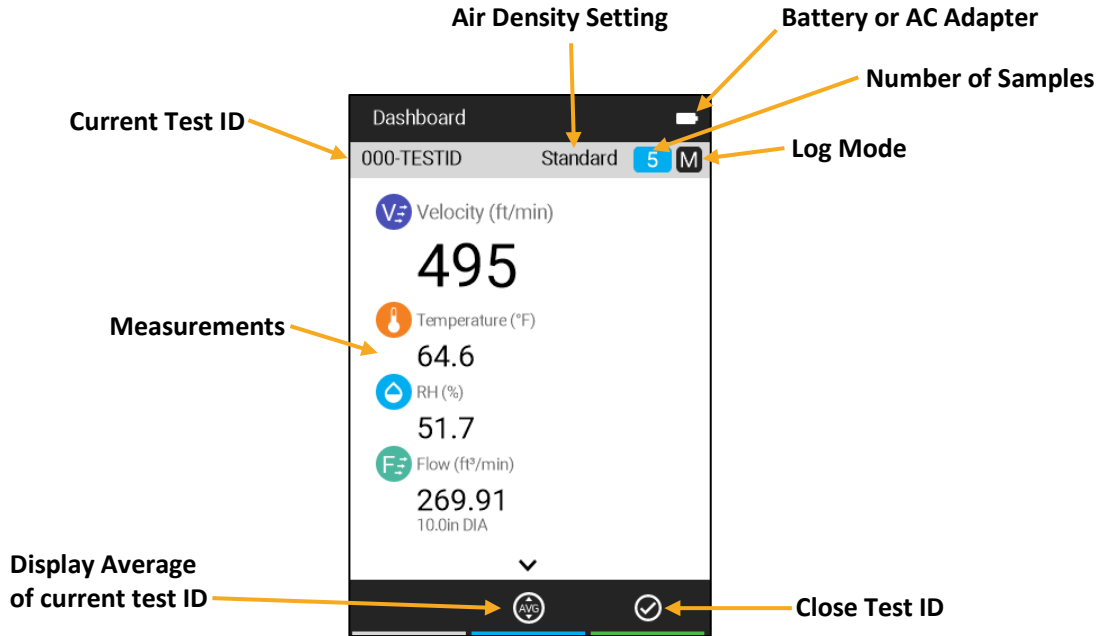 Air Density Setting
Battery or AC Adapter
Number of Samples
Current Test ID
Dashboard
Log Mode
000-TESTID Standard 5 M
V Velocity (ft/min)
495
Measurements
Temperature (°F)
64.6
RH (%)
51.7
F Flow (ft³/min)
269.91
10.0in DIA
Display Average
of current test ID
AVG
Close Test ID